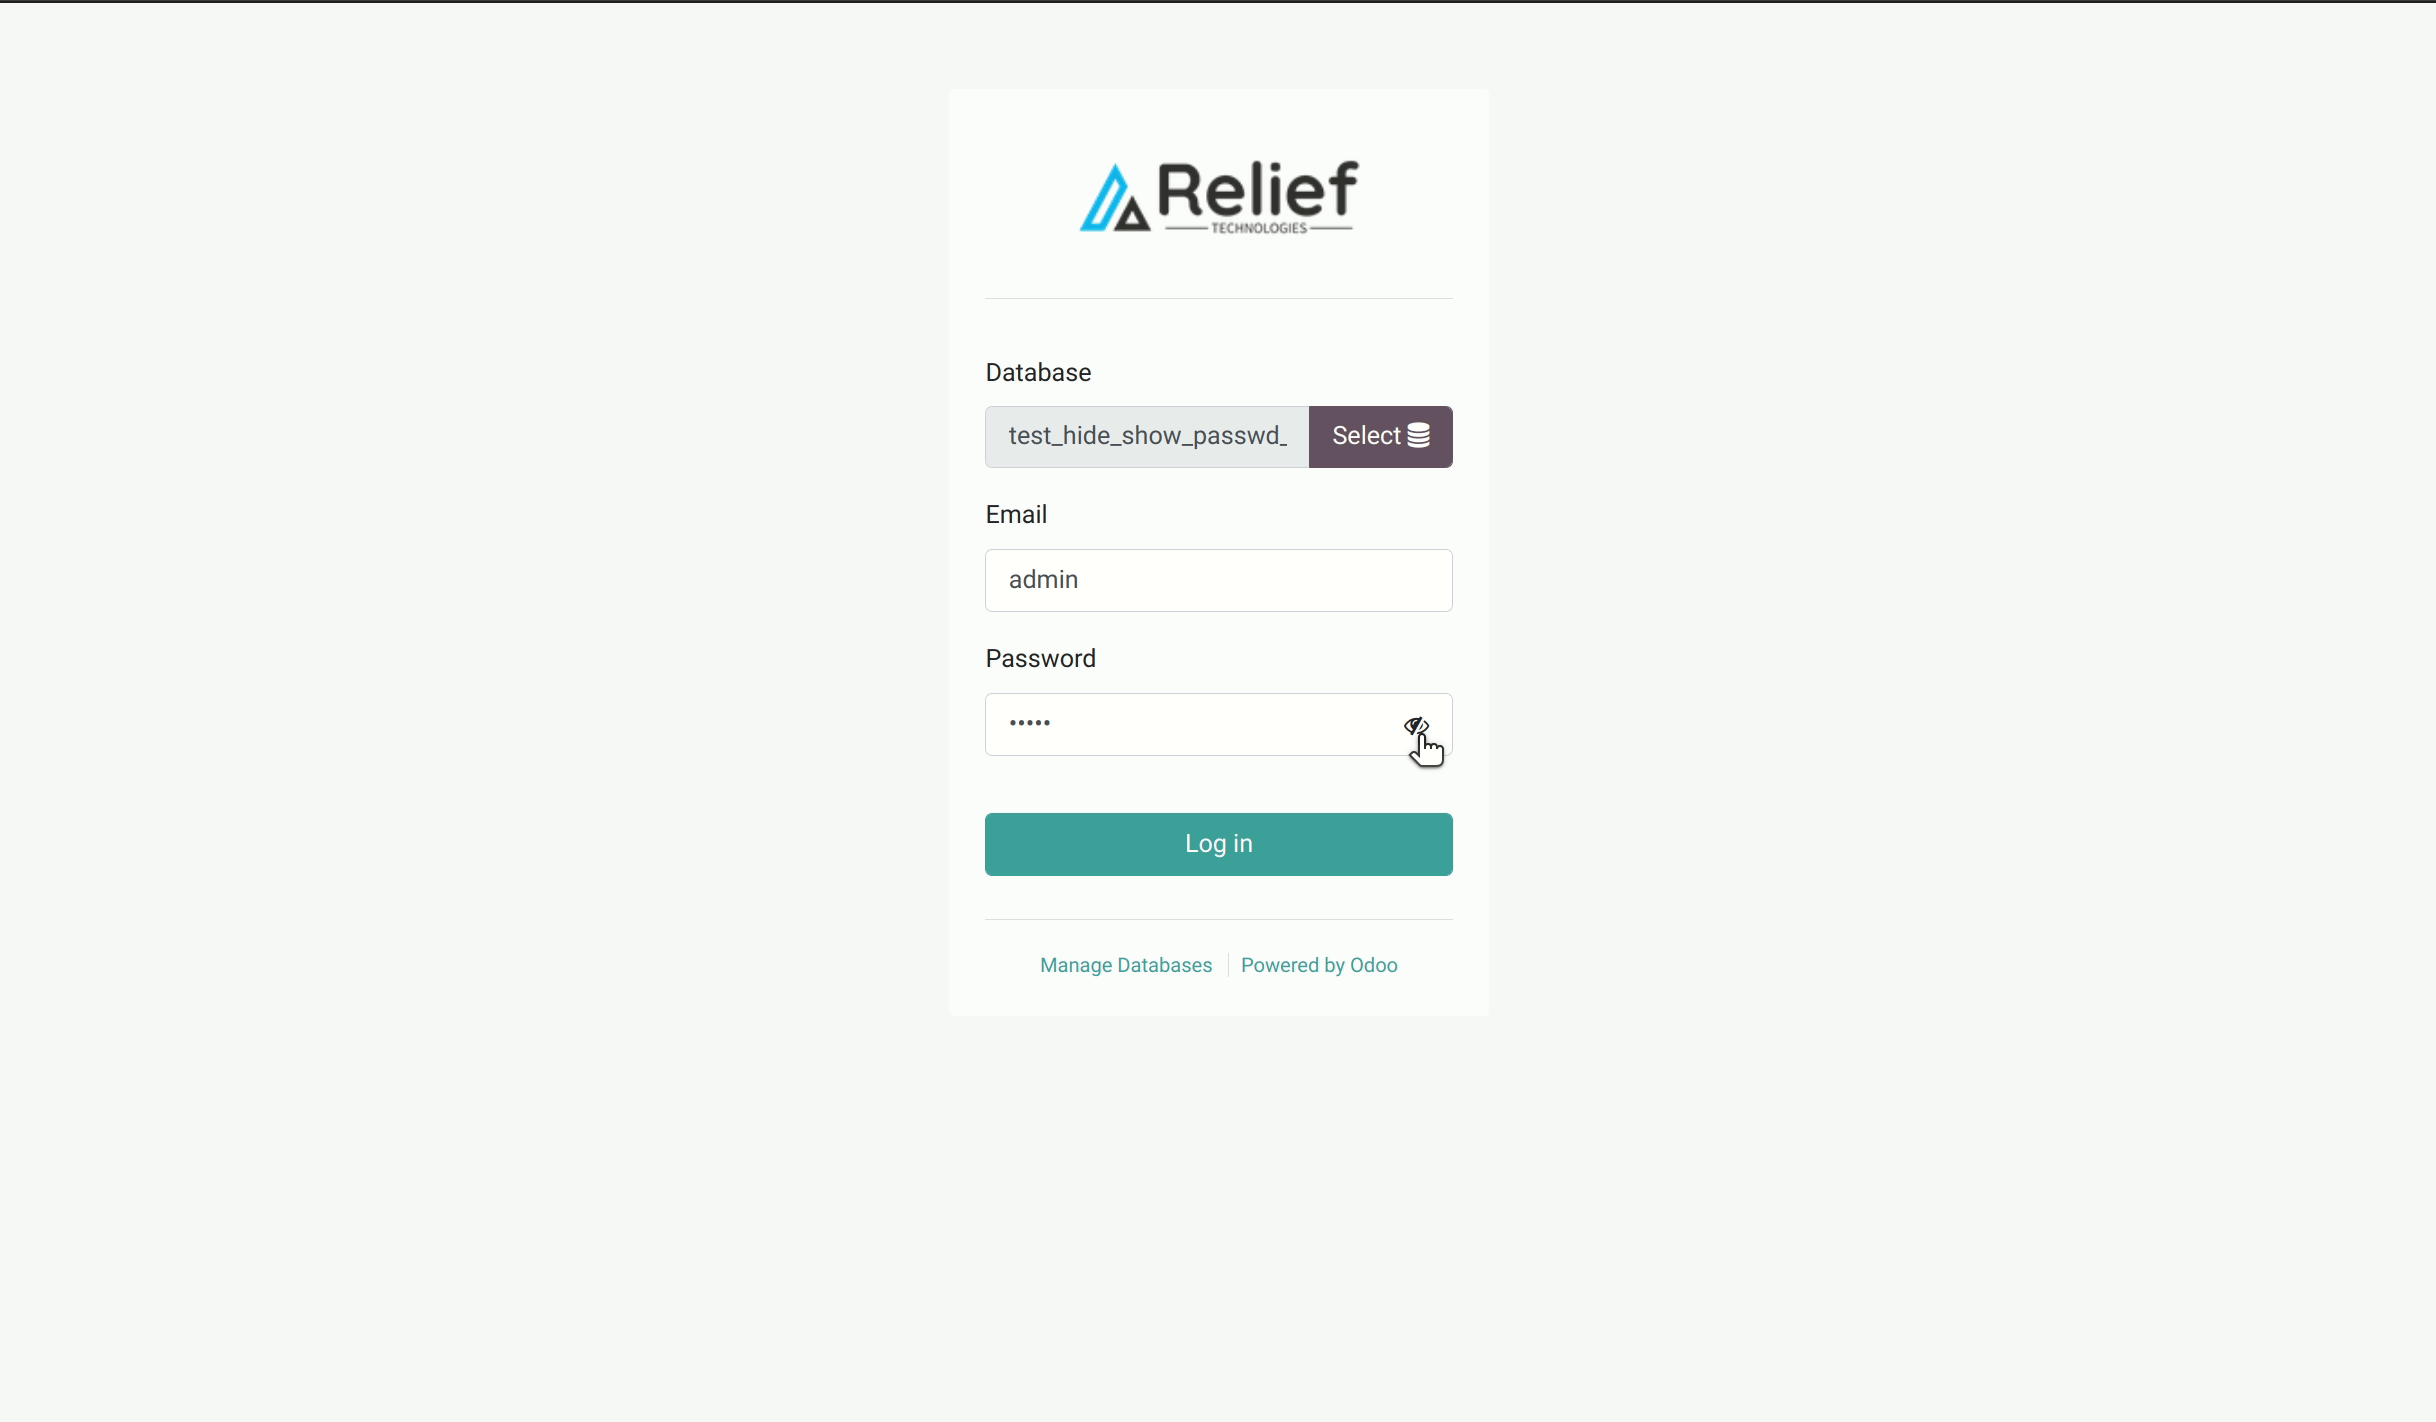 Relief
TECHNOLOGIES
Database
test_hide_show_passwd_
Select
Email
admin
Password
•••••
Log in
Manage Databases
Powered by Odoo